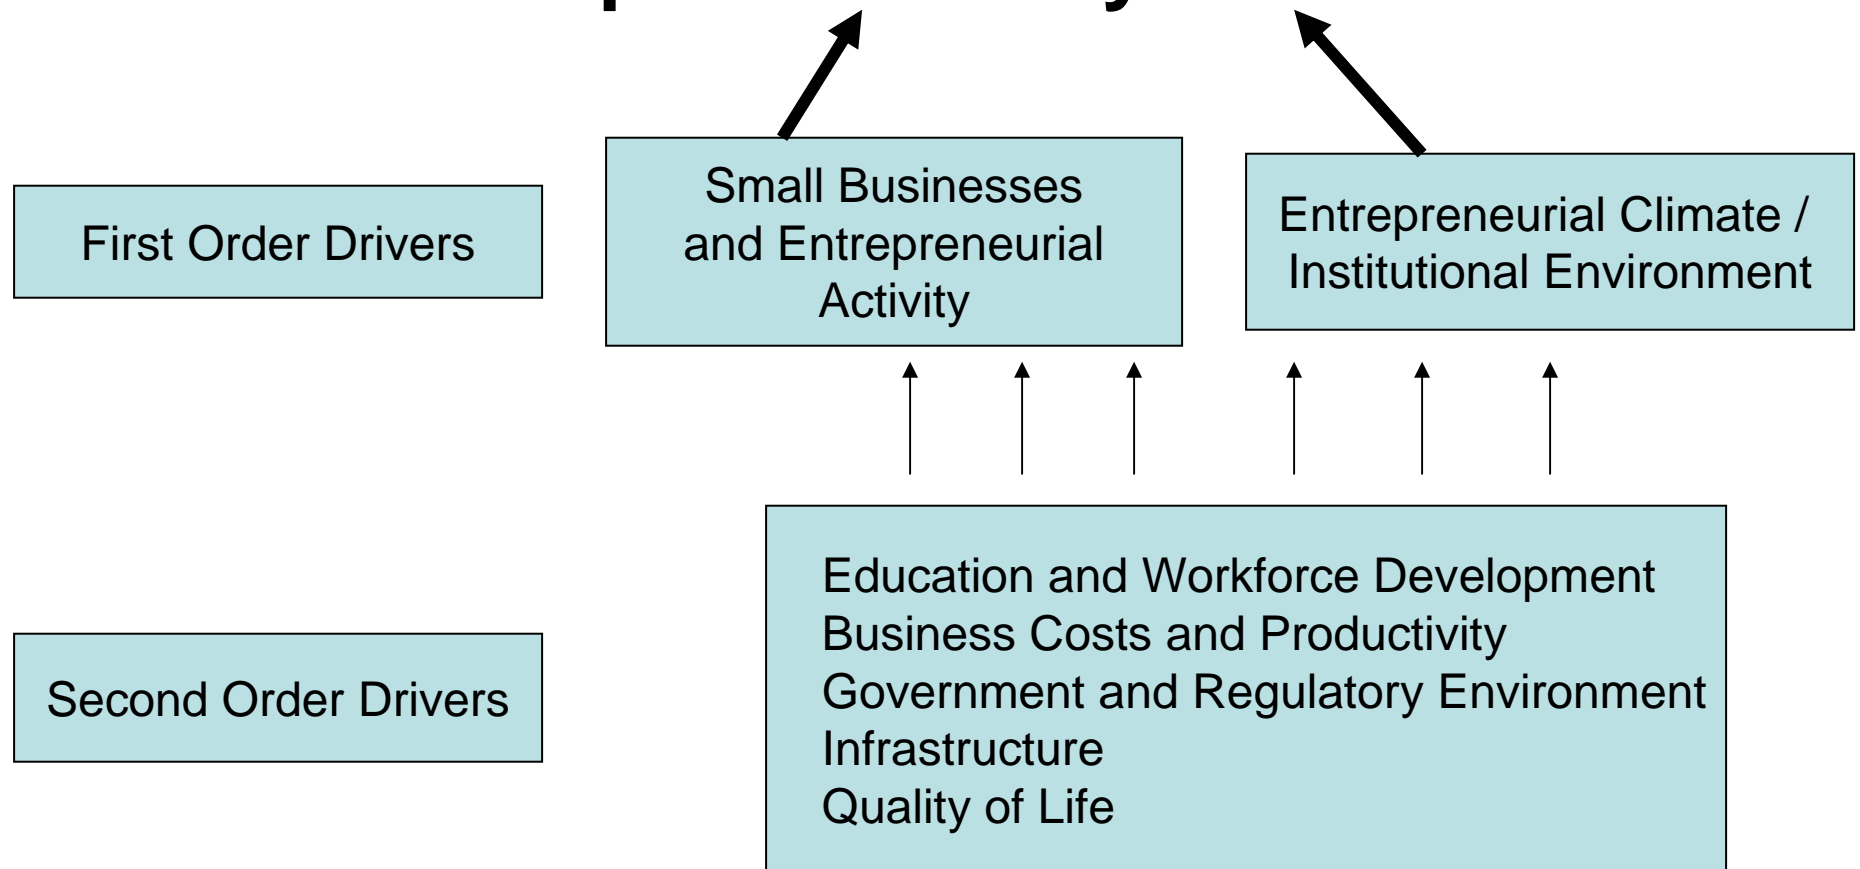 First Order Drivers
Small Businesses
and Entrepreneurial
Activity
Entrepreneurial Climate /
Institutional Environment
Second Order Drivers
Education and Workforce Development
Business Costs and Productivity
Government and Regulatory Environment
Infrastructure
Quality of Life